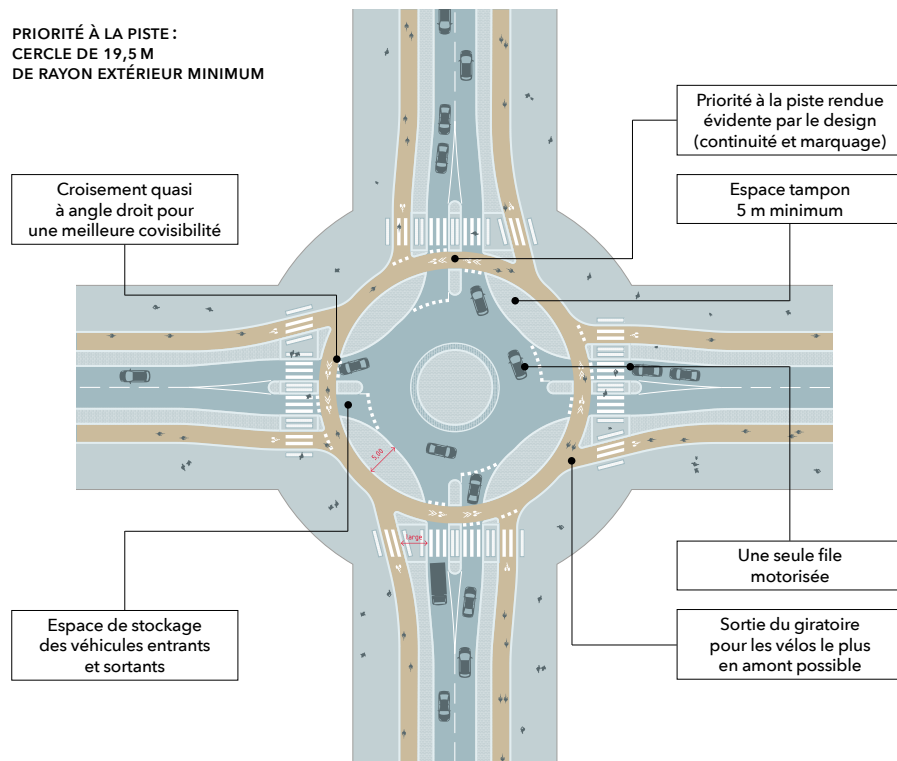 PRIORITÉ À LA PISTE :
CERCLE DE 19,5 M
DE RAYON EXTÉRIEUR MINIMUM
Priorité à la piste rendue
évidente par le design
(continuité et marquage)
Croisement quasi
à angle droit pour
une meilleure covisibilité
Espace tampon
5 m minimum
5,00
large
Une seule file
motorisée
Espace de stockage
des véhicules entrants
et sortants
Sortie du giratoire
pour les vélos le plus
en amont possible